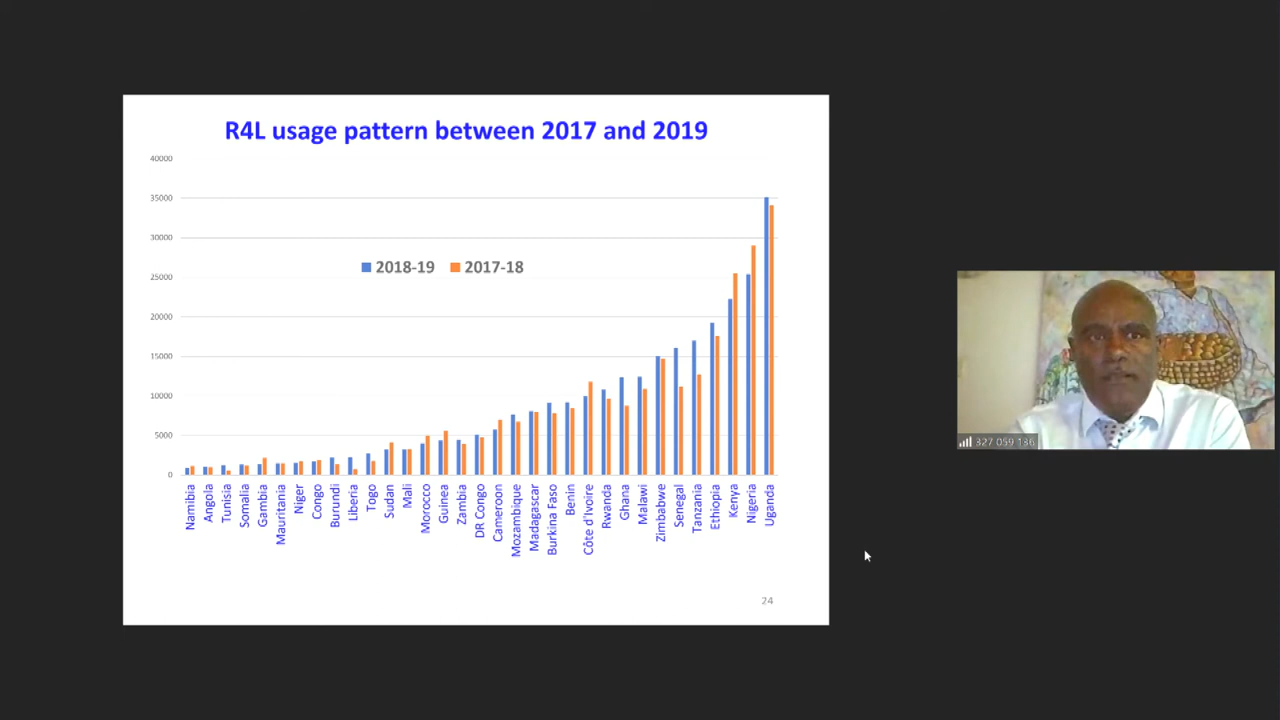 R4L usage pattern between 2017 and 2019
40000
35000
30000
25000
20000
15000
10000
5000
0
2018-19 2017-18
Namibia
Angola
Tunisia
Somalia
Gambia
Mauritania
Niger
Congo
Burundi
Liberia
Togo
Sudan
Mali
Morocco
Guinea
Zambia
DR Congo
Cameroon
Mozambique
Madagascar
Burkina Faso
Benin
Côte d'Ivoire
Rwanda
Ghana
Malawi
Zimbabwe
Senegal
Tanzania
Ethiopia
Kenya
Nigeria
Uganda
24
327 059 136